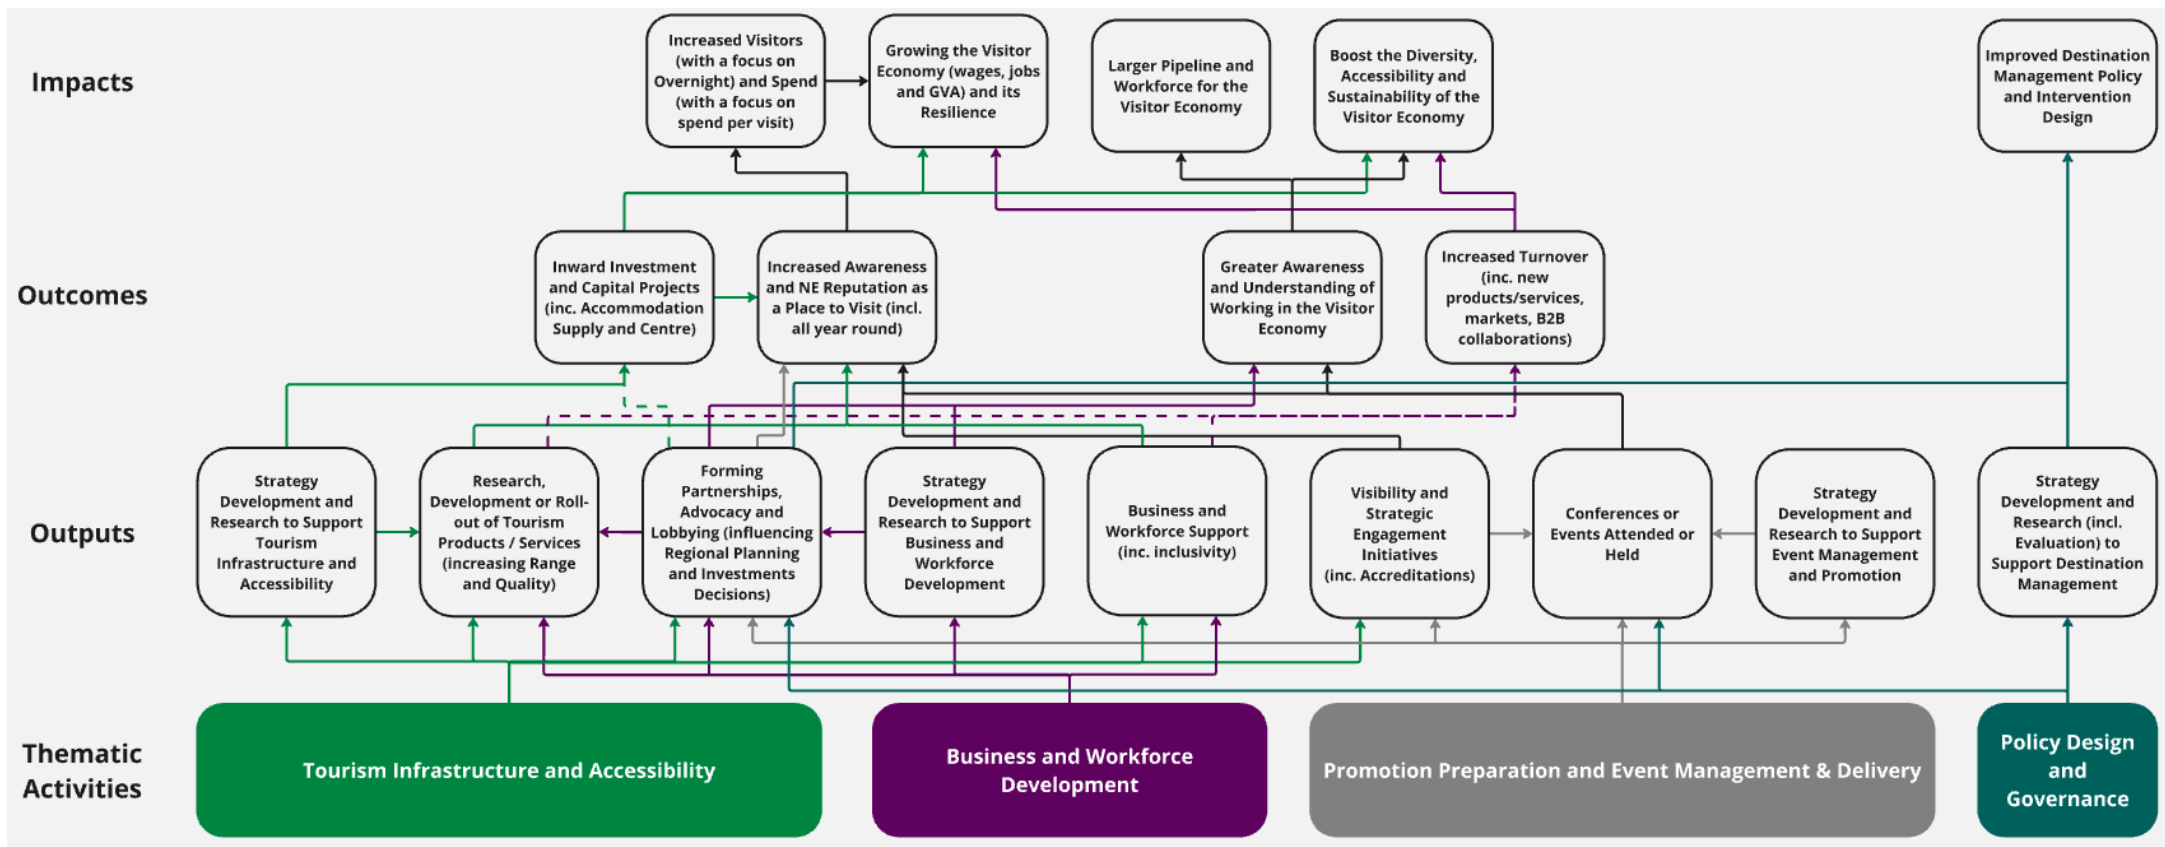 Impacts
Increased Visitors
(with a focus on
Overnight) and Spend
(with a focus on
spend per visit)
Growing the Visitor
Economy (wages, jobs
and GVA) and its
Resilience
Larger Pipeline and
Workforce for the
Visitor Economy
Boost the Diversity,
Accessibility and
Sustainability of the
Visitor Economy
Improved Destination
Management Policy
and Intervention
Design
Outcomes
Inward Investment
and Capital Projects
(inc. Accommodation
Supply and Centre)
Increased Awareness
and NE Reputation as
a Place to Visit (incl.
all year round)
Greater Awareness
and Understanding of
Working in the Visitor
Economy
Increased Turnover
(inc. new
products/services,
markets, B2B
collaborations)
Outputs
Strategy
Development and
Research to Support
Tourism
Infrastructure and
Accessibility
Research,
Development or Roll-
out of Tourism
Products / Services
(increasing Range
and Quality)
Forming
Partnerships,
Advocacy and
Lobbying (influencing
Regional Planning
and Investments
Decisions)
Strategy
Development and
Research to Support
Business and
Workforce
Development
Business and
Workforce Support
(inc. inclusivity)
Visibility and
Strategic
Engagement
Initiatives
(inc. Accreditations)
Conferences or
Events Attended or
Held
Strategy
Development and
Research to Support
Event Management
and Promotion
Strategy
Development and
Research (incl.
Evaluation) to
Support Destination
Management
Thematic
Activities
Tourism Infrastructure and Accessibility
Business and Workforce
Development
Promotion Preparation and Event Management & Delivery
Policy Design
and
Governance